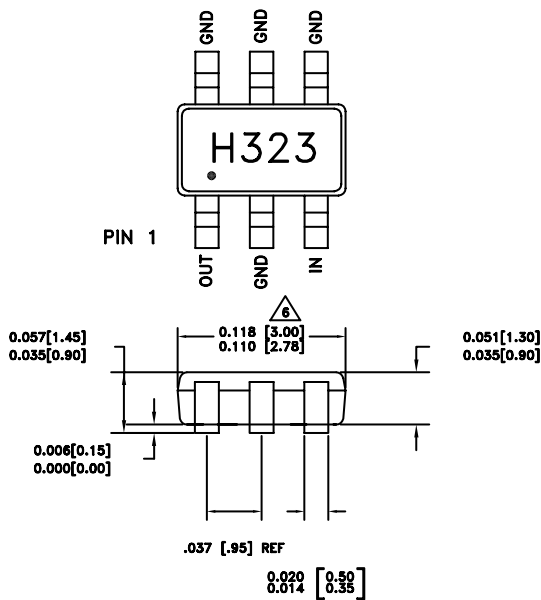 GND GND GND
H323
PIN 1
OUT GND IN
6
0.118 [3.00]
0.110 [2.78]
0.057[1.45]
0.035[0.90]
0.051[1.30]
0.035[0.90]
0.006[0.15]
0.000[0.00]
.037 [.95] REF
0.020 [0.50]
0.014 [0.35]